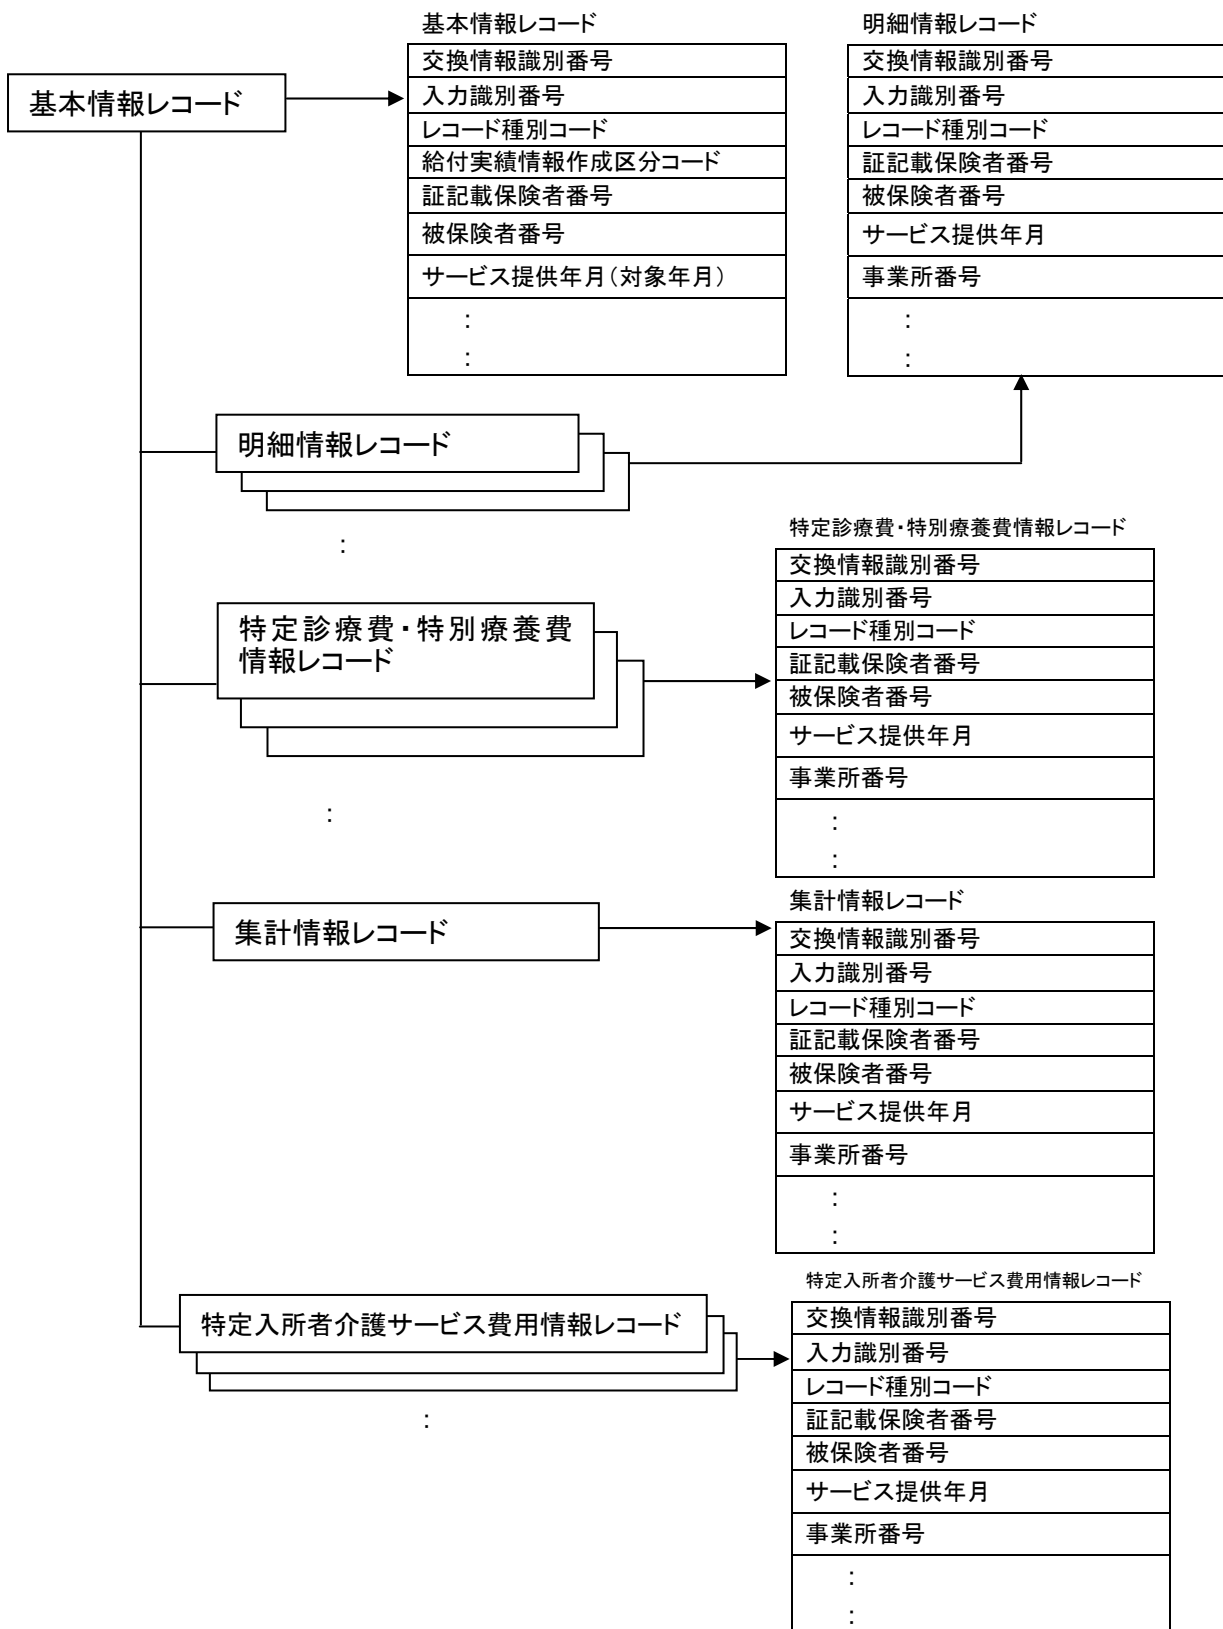 基本情報レコード
明細情報レコード
基本情報レコード
交換情報識別番号
入力識別番号
レコード種別コード
給付実績情報作成区分コード
証記載保険者番号
被保険者番号
サービス提供年月(対象年月)
:
:
交換情報識別番号
入力識別番号
レコード種別コード
証記載保険者番号
被保険者番号
サービス提供年月
事業所番号
:
:
明細情報レコード
:
特定診療費・特別療養費情報レコード
特定診療費・特別療養費
情報レコード
交換情報識別番号
入力識別番号
レコード種別コード
証記載保険者番号
被保険者番号
サービス提供年月
事業所番号
:
:
:
集計情報レコード
集計情報レコード
交換情報識別番号
入力識別番号
レコード種別コード
証記載保険者番号
被保険者番号
サービス提供年月
事業所番号
:
:
特定入所者介護サービス費用情報レコード
特定入所者介護サービス費用情報レコード
:
交換情報識別番号
入力識別番号
レコード種別コード
証記載保険者番号
被保険者番号
サービス提供年月
事業所番号
:
: